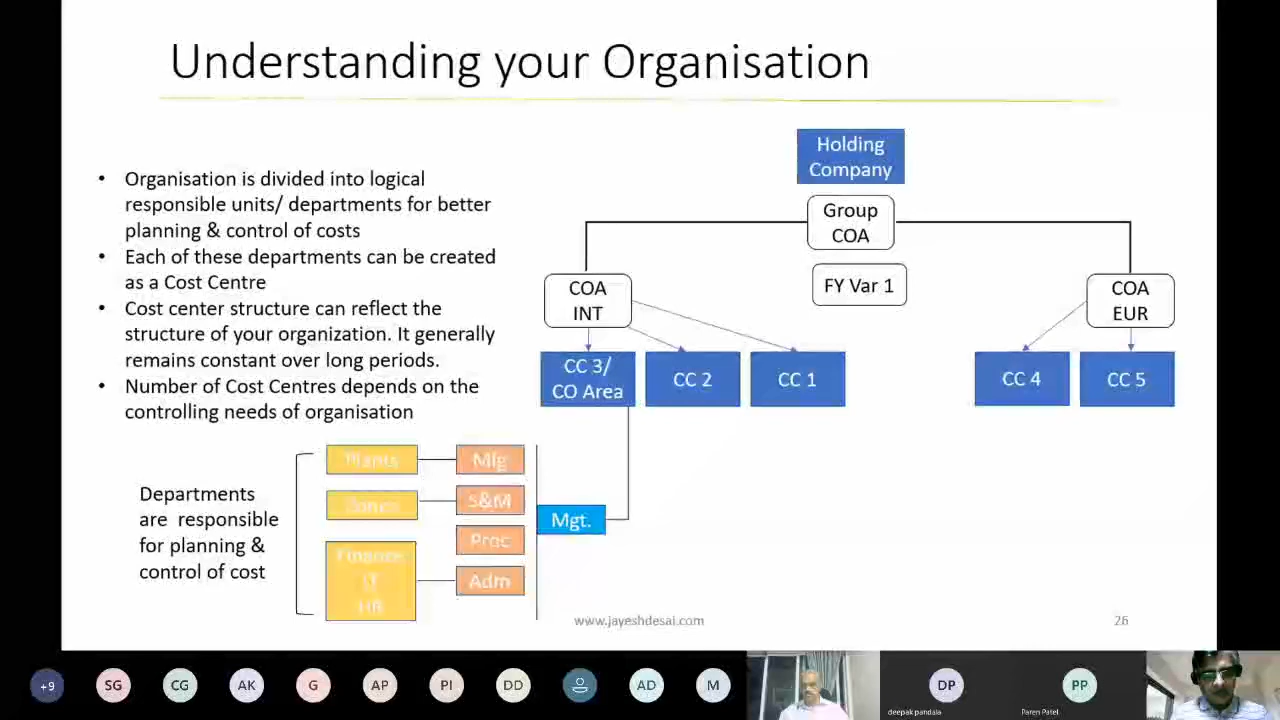 Understanding your Organisation
• Organisation is divided into logical
responsible units/ departments for better
planning & control of costs
• Each of these departments can be created
as a Cost Centre
• Cost center structure can reflect the
structure of your organization. It generally
remains constant over long periods.
• Number of Cost Centres depends on the
controlling needs of organisation
Holding
Company
Group
COA
FY Var 1
COA
INT
COA
EUR
CC 3/
CO Area
CC 2
CC 1
CC 4
CC 5
Departments
are responsible
for planning &
control of cost
Plants
Mfg
S&M
Proc
Finance
IT
HR
Adm
Mgt.
www.jayeshdesai.com
26
+9
SG
CG
AK
G
AP
PI
DD
AD
M
DP
deepak pandala
PP
Paren Patel